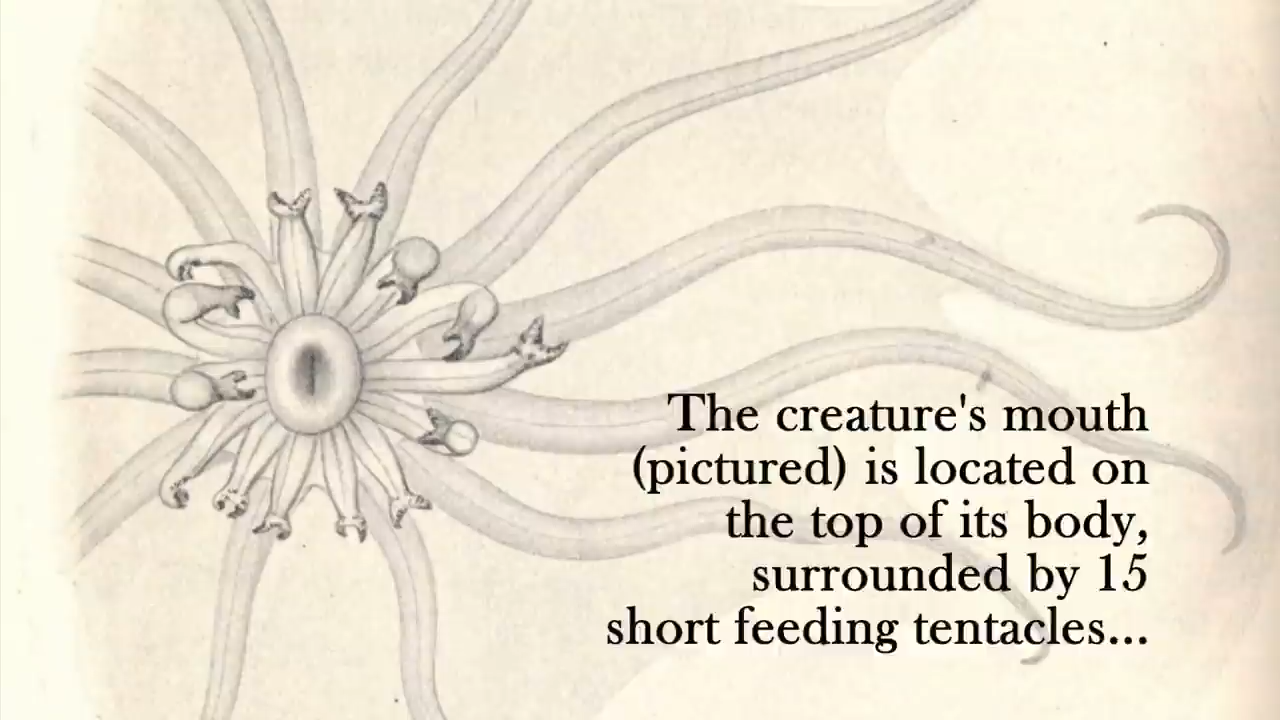 The creature's mouth
(pictured) is located on
the top of its body,
surrounded by 15
short feeding tentacles...